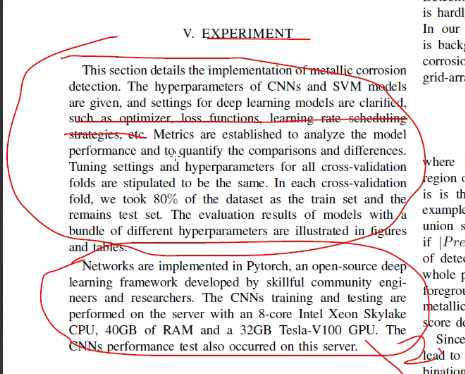 V. EXPERIMENT
This section details the implementation of metallic corrosion
detection. The hyperparameters of CNNs and SVM models
are given, and settings for deep learning models are clarified,
such as optimizer, loss functions, learning rate scheduling
strategies, etc. Metrics are established to analyze the model
performance and to quantify the comparisons and differences.
Tuning settings and hyperparameters for all cross-validation
folds are stipulated to be the same. In each cross-validation
fold, we took 80% of the dataset as the train set and the
remains test set. The evaluation results of models with a
bundle of different hyperparameters are illustrated in figures
and tables.
Networks are implemented in Pytorch, an open-source deep
learning framework developed by skillful community engi-
neers and researchers. The CNNs training and testing are
performed on the server with an 8-core Intel Xeon Skylake
CPU, 40GB of RAM and a 32GB Tesla-V100 GPU. The
CNNs performance test also occurred on this server.
is hardl
In our
is backg
corrosio
grid-arra
where
region o
is is th
example
union s
if |Pre
of detec
whole p
foregrou
metallic
score de
Since
lead to
bination